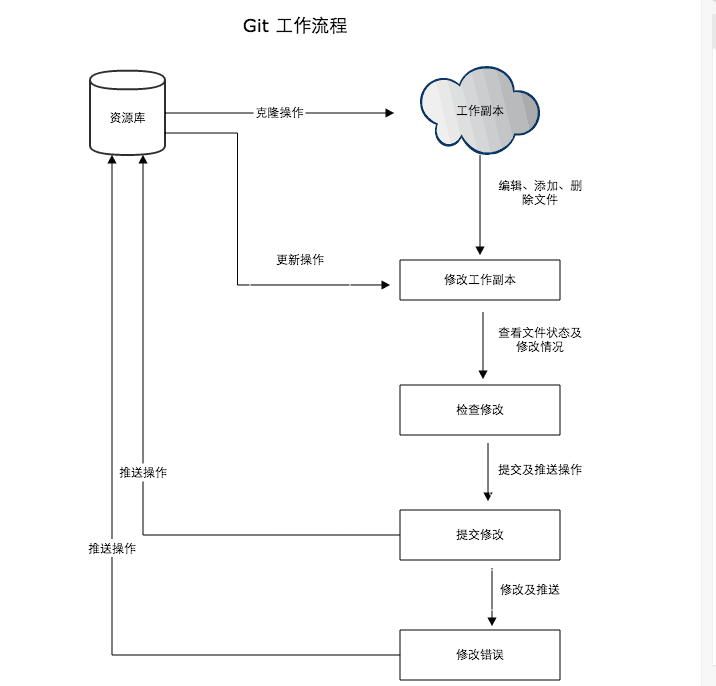 Git 工作流程
资源库
克隆操作
工作副本
编辑、添加、删
除文件
更新操作
修改工作副本
查看文件状态及
修改情况
检查修改
推送操作
提交及推送操作
提交修改
推送操作
修改及推送
修改错误